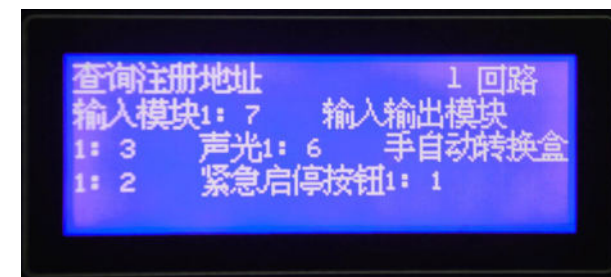 查询注册地址 1 回路
输入模块1: 7 输入输出模块
1: 3 声光1: 6 手自动转换盒
1: 2 紧急启停按钮1: 1